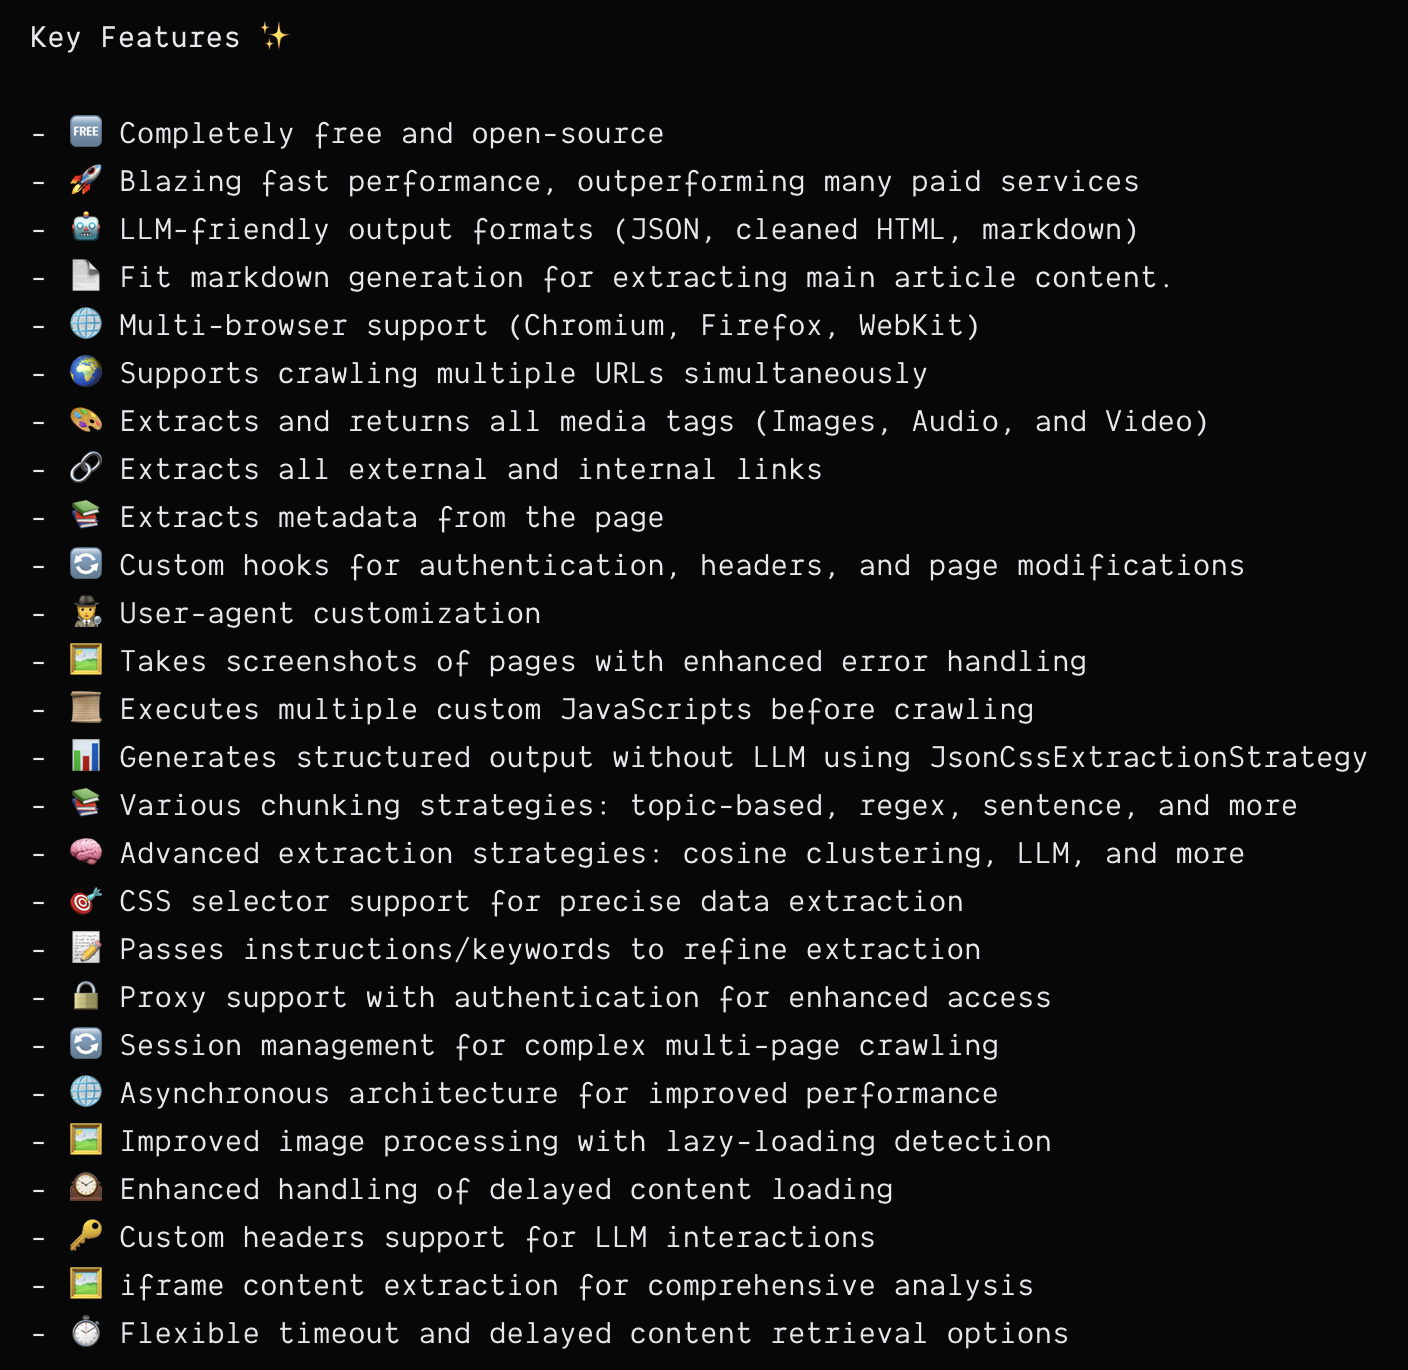 Key Features ✨
- 🆓 Completely free and open-source
- 🚀 Blazing fast performance, outperforming many paid services
- 🤖 LLM-friendly output formats (JSON, cleaned HTML, markdown)
- 📄 Fit markdown generation for extracting main article content.
- 🌐 Multi-browser support (Chromium, Firefox, WebKit)
- 🌍 Supports crawling multiple URLs simultaneously
- 🎨 Extracts and returns all media tags (Images, Audio, and Video)
- 🔗 Extracts all external and internal links
- 📚 Extracts metadata from the page
- 🔄 Custom hooks for authentication, headers, and page modifications
- 🕵️ User-agent customization
- 🖼️ Takes screenshots of pages with enhanced error handling
- 📜 Executes multiple custom JavaScripts before crawling
- 📊 Generates structured output without LLM using JsonCssExtractionStrategy
- 📚 Various chunking strategies: topic-based, regex, sentence, and more
- 🧠 Advanced extraction strategies: cosine clustering, LLM, and more
- 🎯 CSS selector support for precise data extraction
- 📝 Passes instructions/keywords to refine extraction
- 🔒 Proxy support with authentication for enhanced access
- 🔄 Session management for complex multi-page crawling
- 🌐 Asynchronous architecture for improved performance
- 🖼️ Improved image processing with lazy-loading detection
- 🕰️ Enhanced handling of delayed content loading
- 🔑 Custom headers support for LLM interactions
- 🖼️ iframe content extraction for comprehensive analysis
- ⏱️ Flexible timeout and delayed content retrieval options